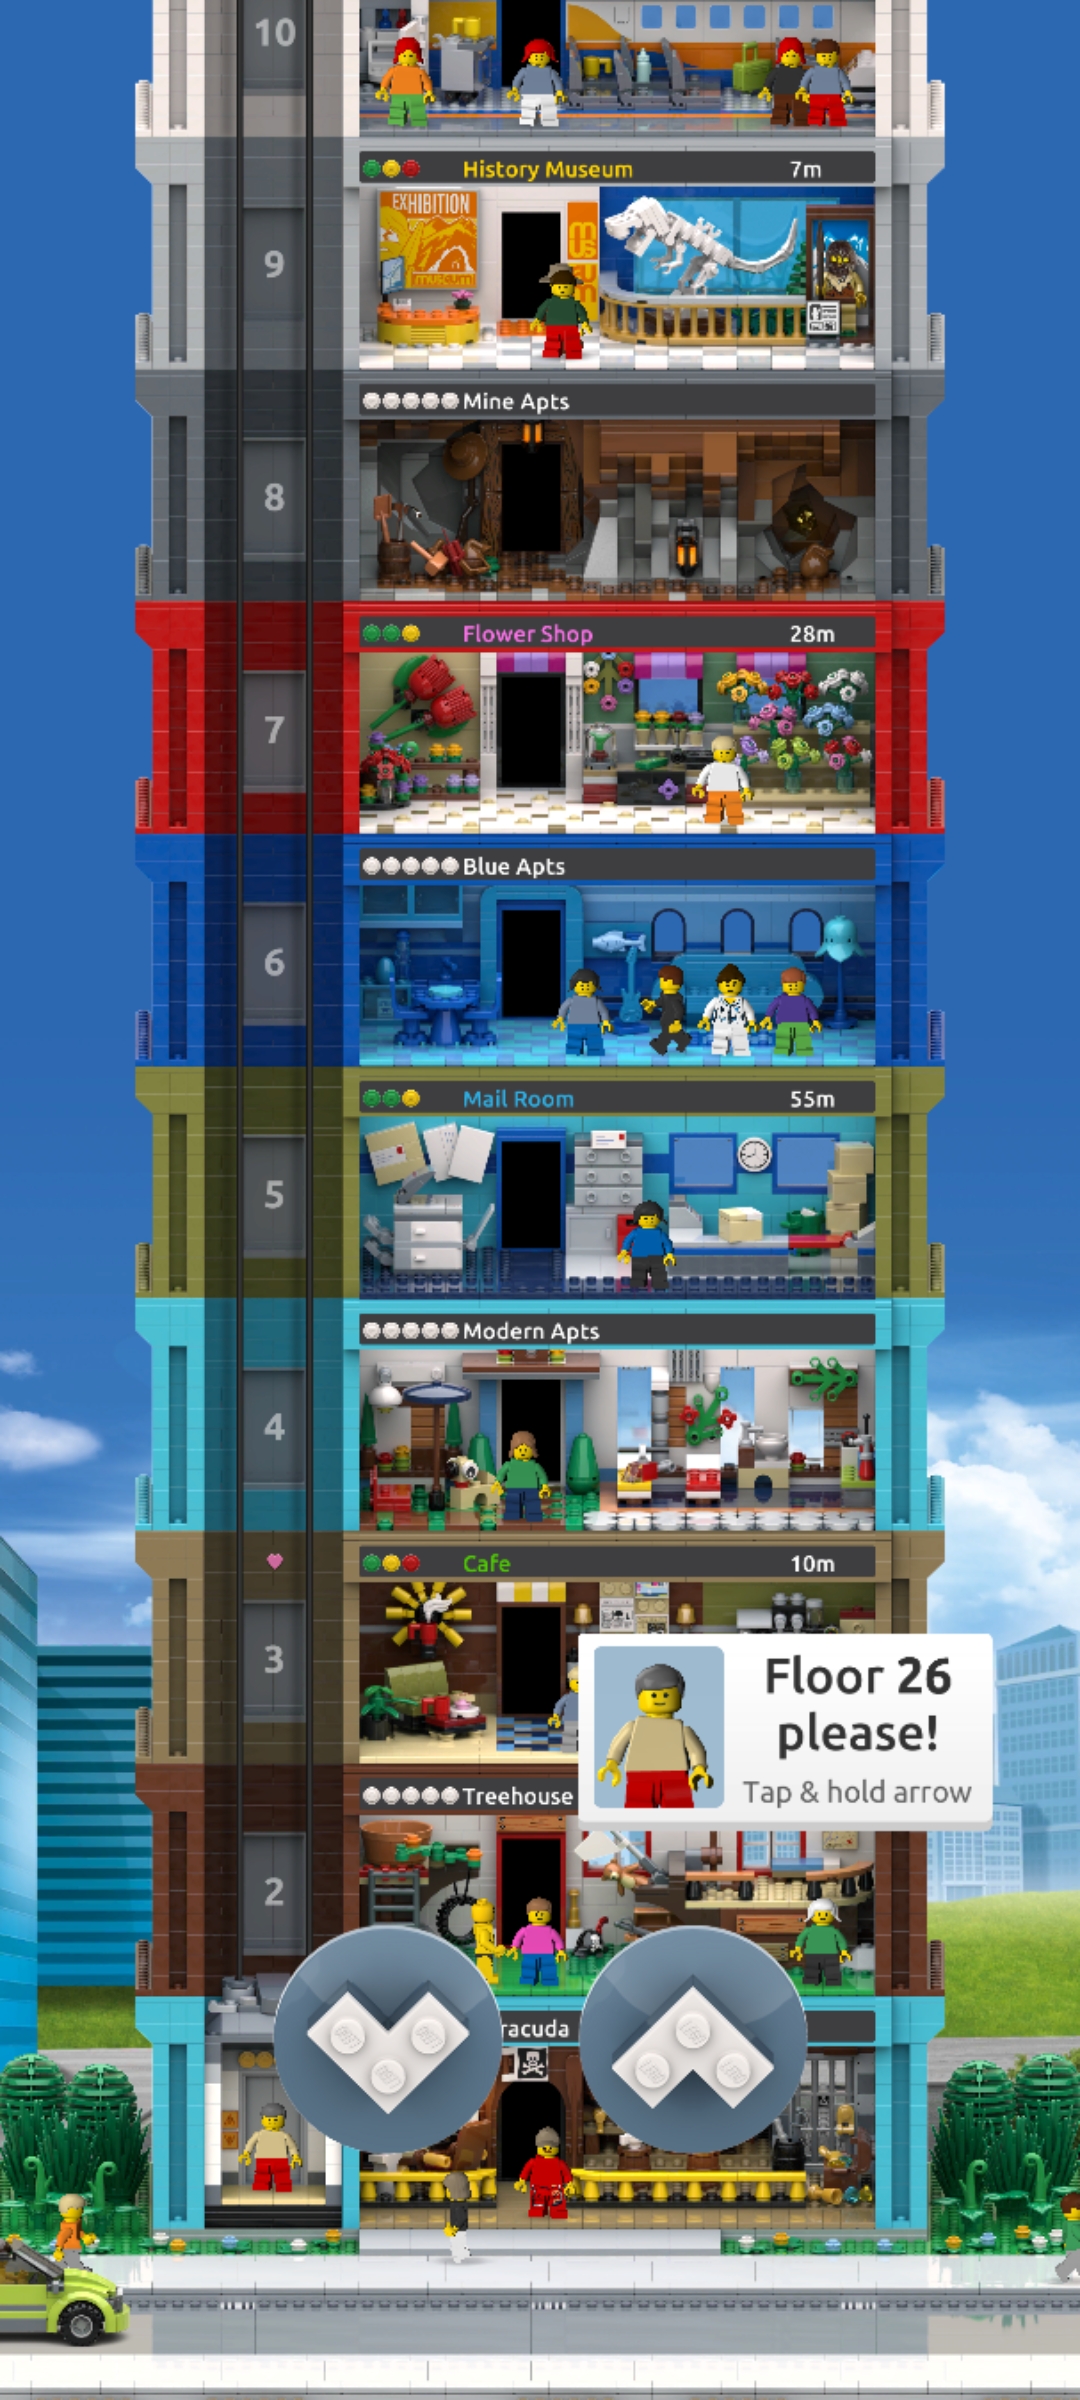 10
History Museum 7m
EXHIBITION
museum
9
Mine Apts
8
Flower Shop 28m
7
Blue Apts
6
Mail Room 55m
5
Modern Apts
4
Cafe 10m
3
Floor 26
please!
Tap & hold arrow
Treehouse
2
racuda